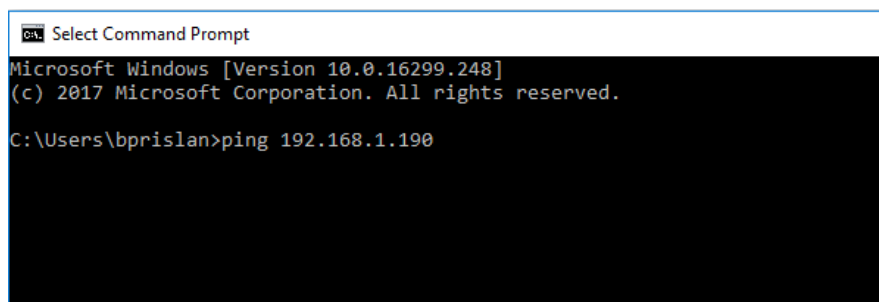 Select Command Prompt
Microsoft Windows [Version 10.0.16299.248]
(c) 2017 Microsoft Corporation. All rights reserved.
C:\Users\bprislan>ping 192.168.1.190